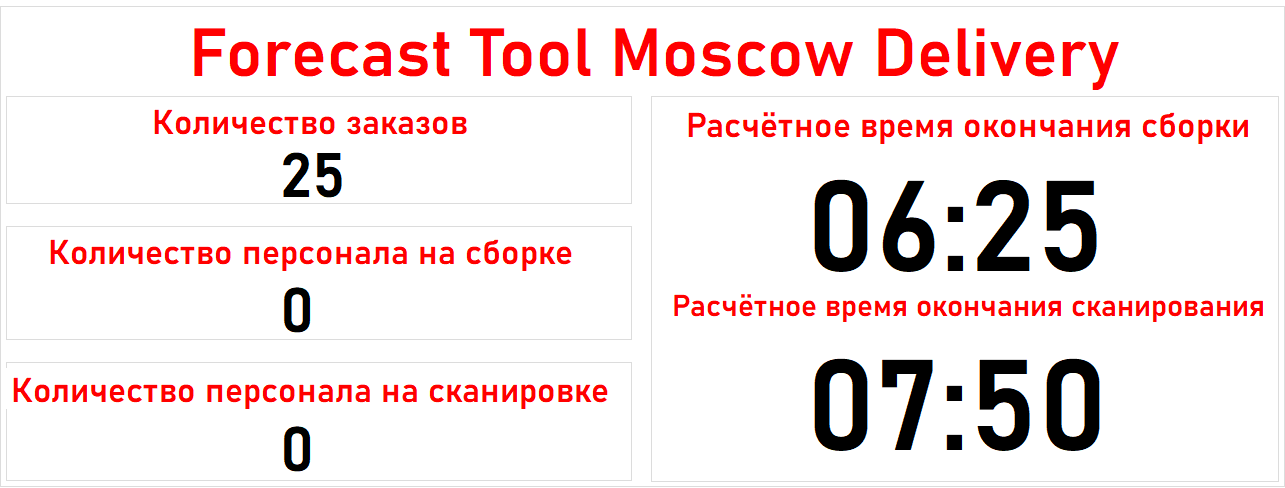 Forecast Tool Moscow Delivery
Количество заказов
25
Количество персонала на сборке
0
Количество персонала на сканировке
0
Расчётное время окончания сборки
06:25
Расчётное время окончания сканирования
07:50